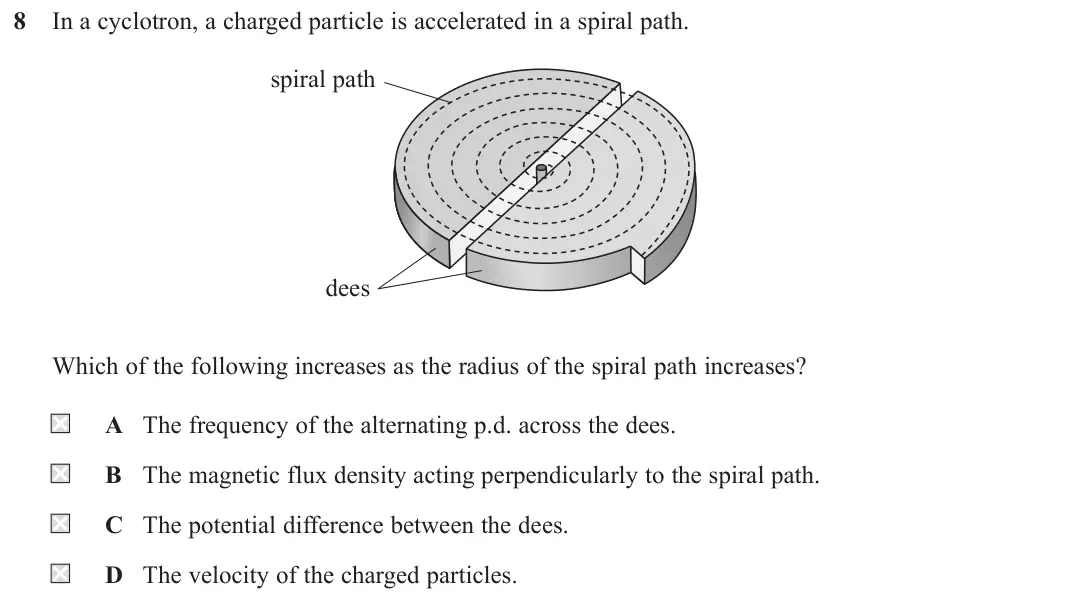 8 In a cyclotron, a charged particle is accelerated in a spiral path.
spiral path
dees
Which of the following increases as the radius of the spiral path increases?
A The frequency of the alternating p.d. across the dees.
B The magnetic flux density acting perpendicularly to the spiral path.
C The potential difference between the dees.
D The velocity of the charged particles.